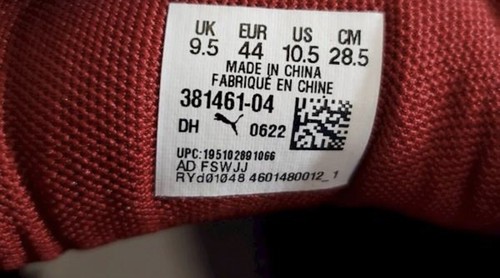 UK EUR US CM
9.5 44 10.5 28.5
MADE IN CHINA
FABRIQUÉ EN CHINE
381461-04
DH 0622
UPC:195102891066
AD FSWJJ
RYd01048.4601480012_1